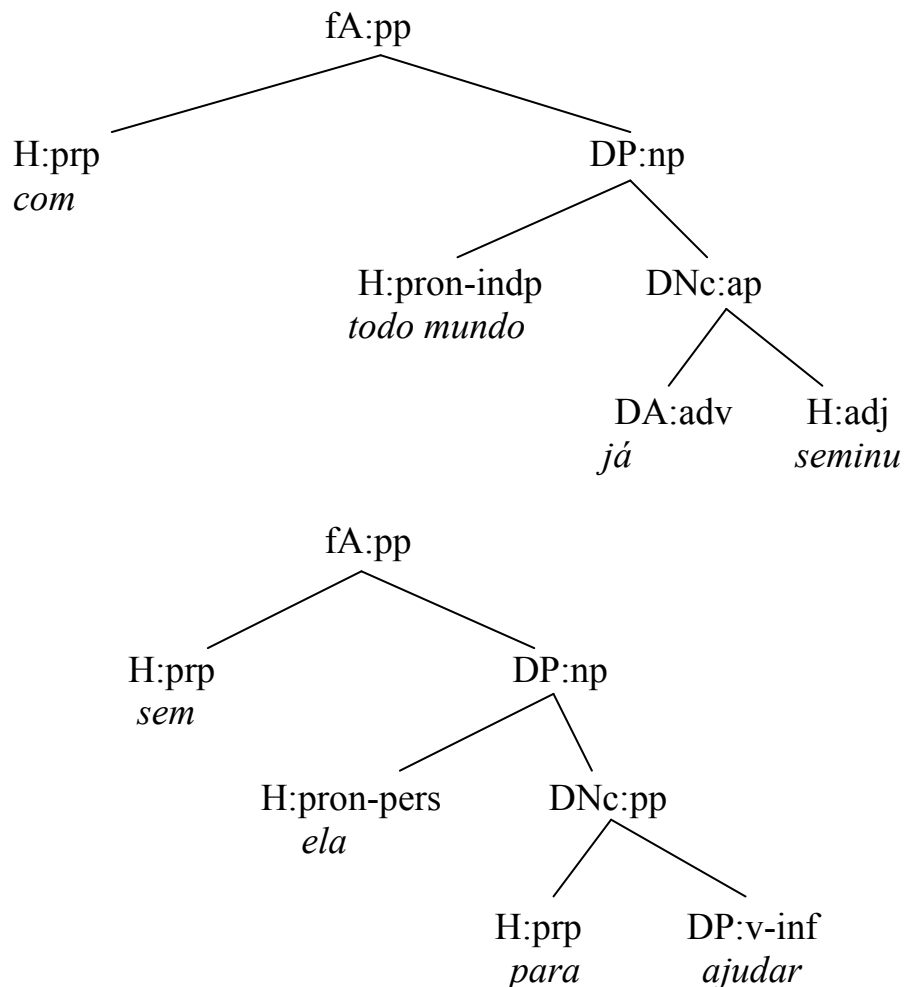 fA:pp
H:prp DP:np
com
H:pron-indp DNc:ap
todo mundo
DA:adv H:adj
já seminu
fA:pp
H:prp DP:np
sem
H:pron-pers DNc:pp
ela
H:prp DP:v-inf
para ajudar